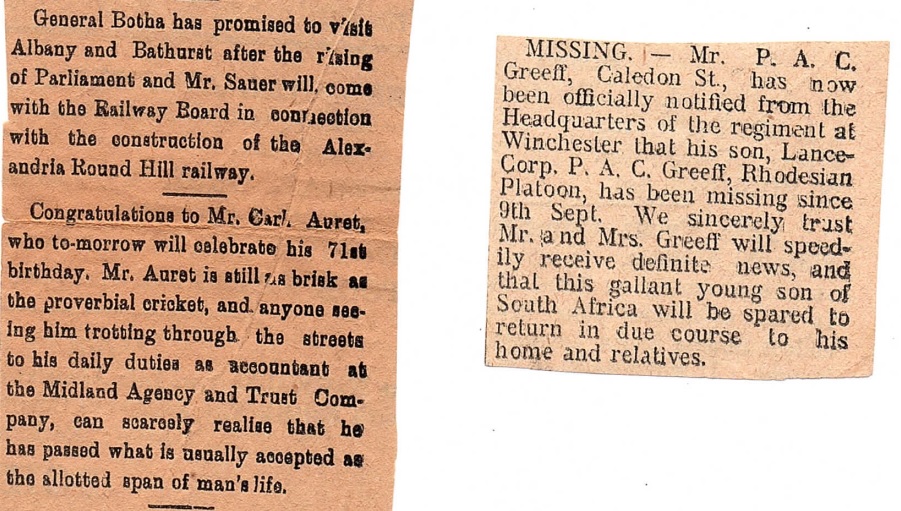 General Botha has promised to visit
Albany and Bathurst after the rising
of Parliament and Mr. Sauer will come
with the Railway Board in connection
with the construction of the Alex-
andria Round Hill railway.
Congratulations to Mr. Carl Auret,
who to-morrow will celebrate his 71st
birthday. Mr. Auret is still as brisk as
the proverbial cricket, and anyone see-
ing him trotting through the streets
to his daily duties as accountant at
the Midland Agency and Trust Com-
pany, can scarcely realise that he
has passed what is usually accepted as
the allotted span of man's life.
MISSING. — Mr. P. A. C.
Greeff, Caledon St., has now
been officially notified from the
Headquarters of the regiment at
Winchester that his son, Lance-
Corp. P. A. C. Greeff, Rhodesian
Platoon, has been missing since
9th Sept. We sincerely trust
Mr. and Mrs. Greeff will speed-
ily receive definite news, and
that this gallant young son of
South Africa will be spared to
return in due course to his
home and relatives.